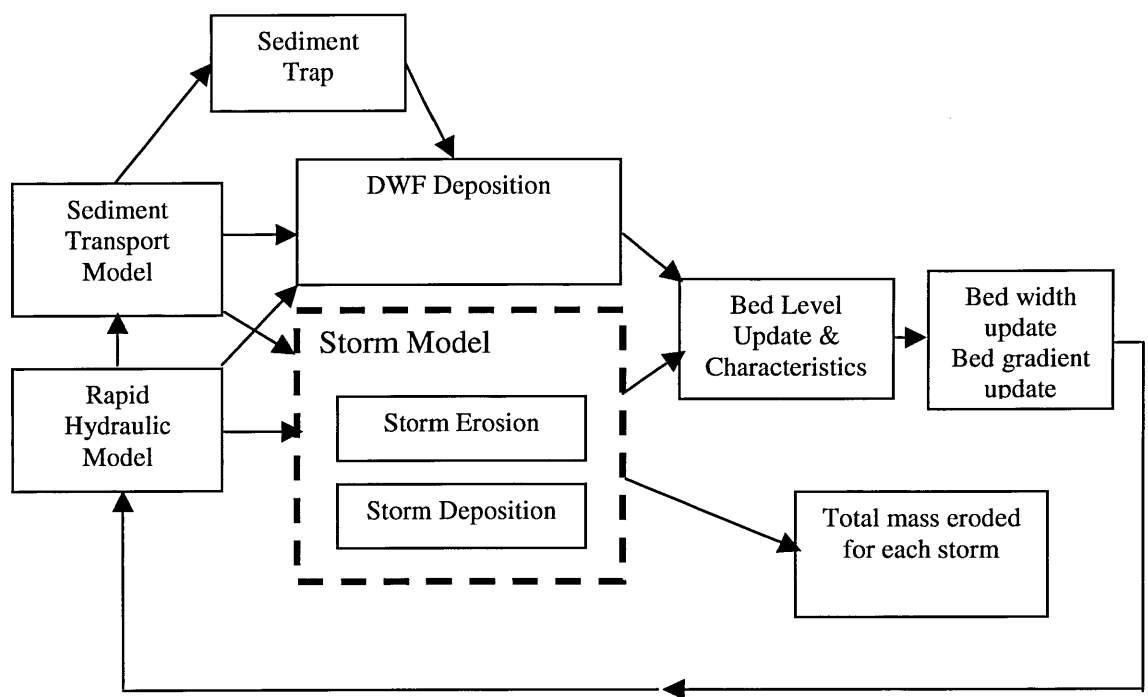 Sediment
Trap
DWF Deposition
Sediment
Transport
Model
Storm Model
Rapid
Hydraulic
Model
Storm Erosion
Storm Deposition
Bed Level
Update &
Characteristics
Bed width
update
Bed gradient
update
Total mass eroded
for each storm